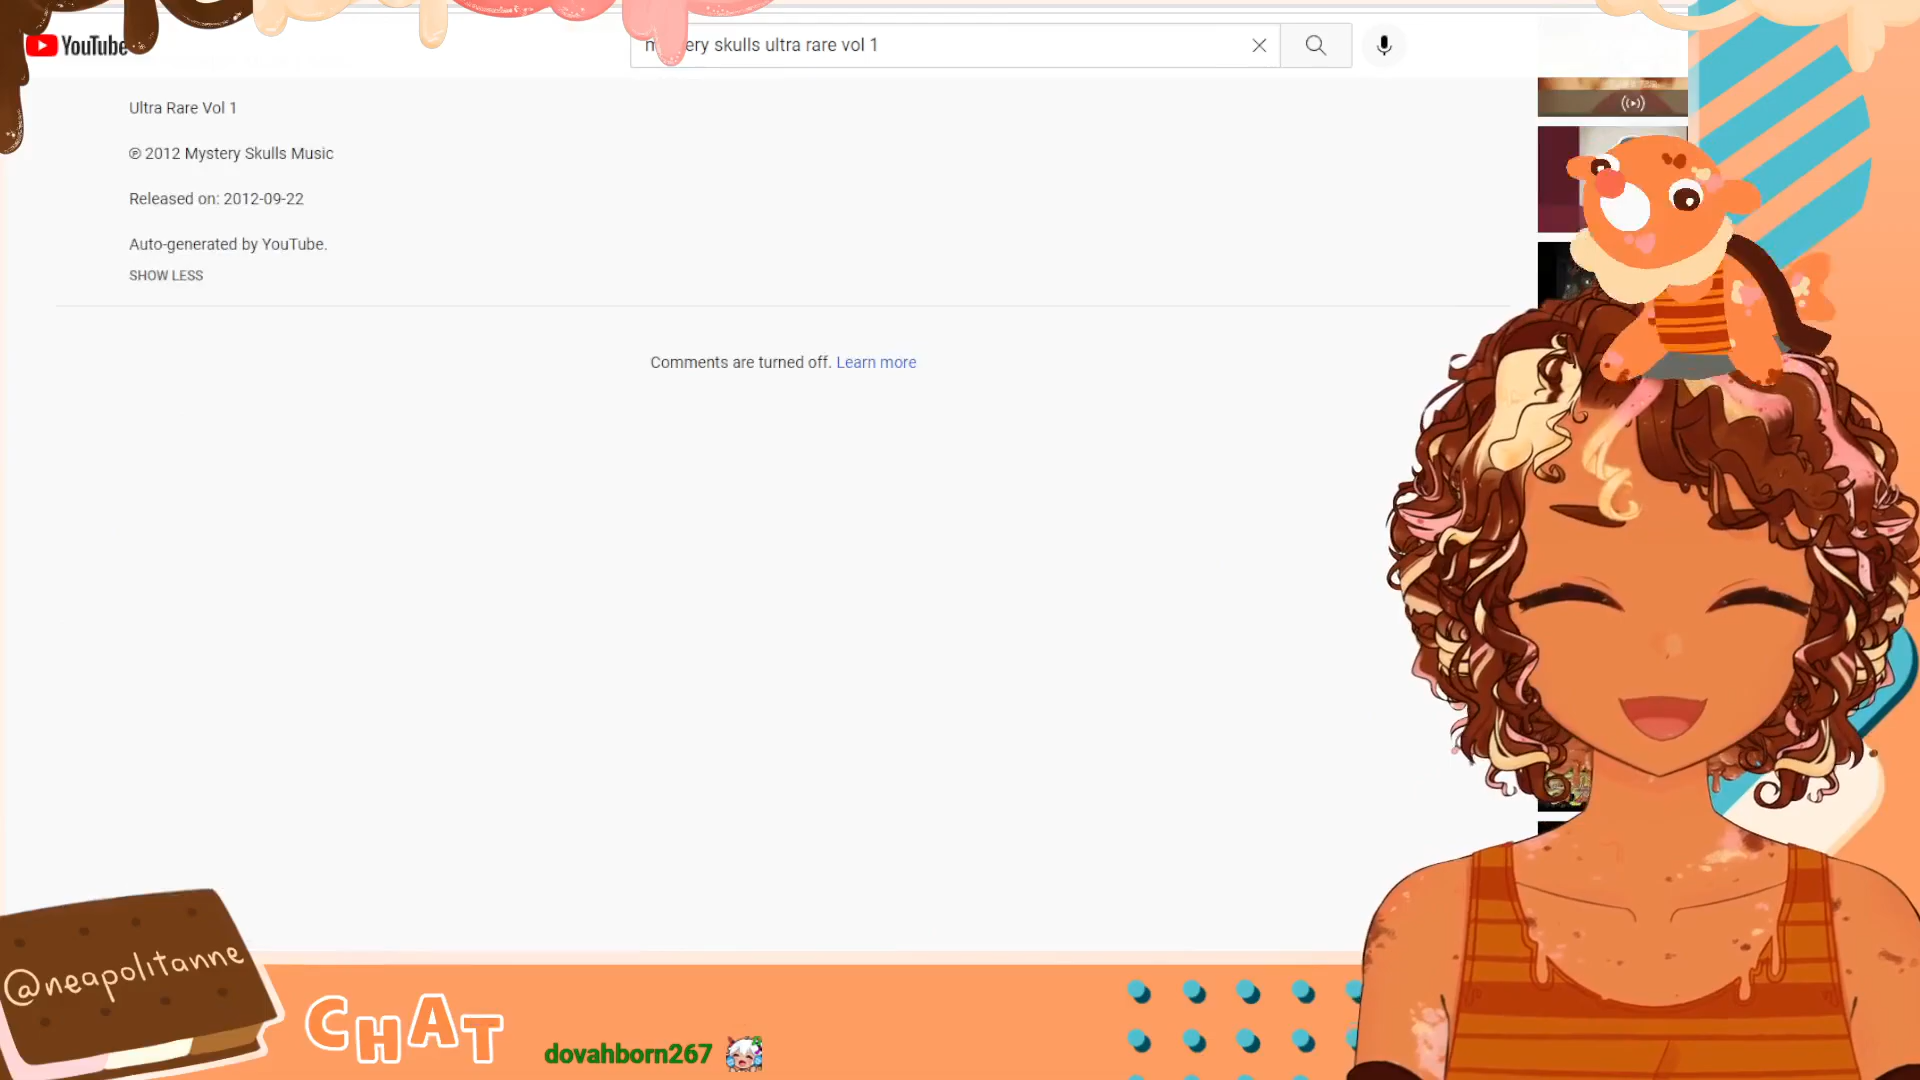 YouTube
ery skulls ultra rare vol 1
Ultra Rare Vol 1
℗ 2012 Mystery Skulls Music
Released on: 2012-09-22
Auto-generated by YouTube.
SHOW LESS
Comments are turned off. Learn more
@neapolitanne
CHAT
dovahborn267